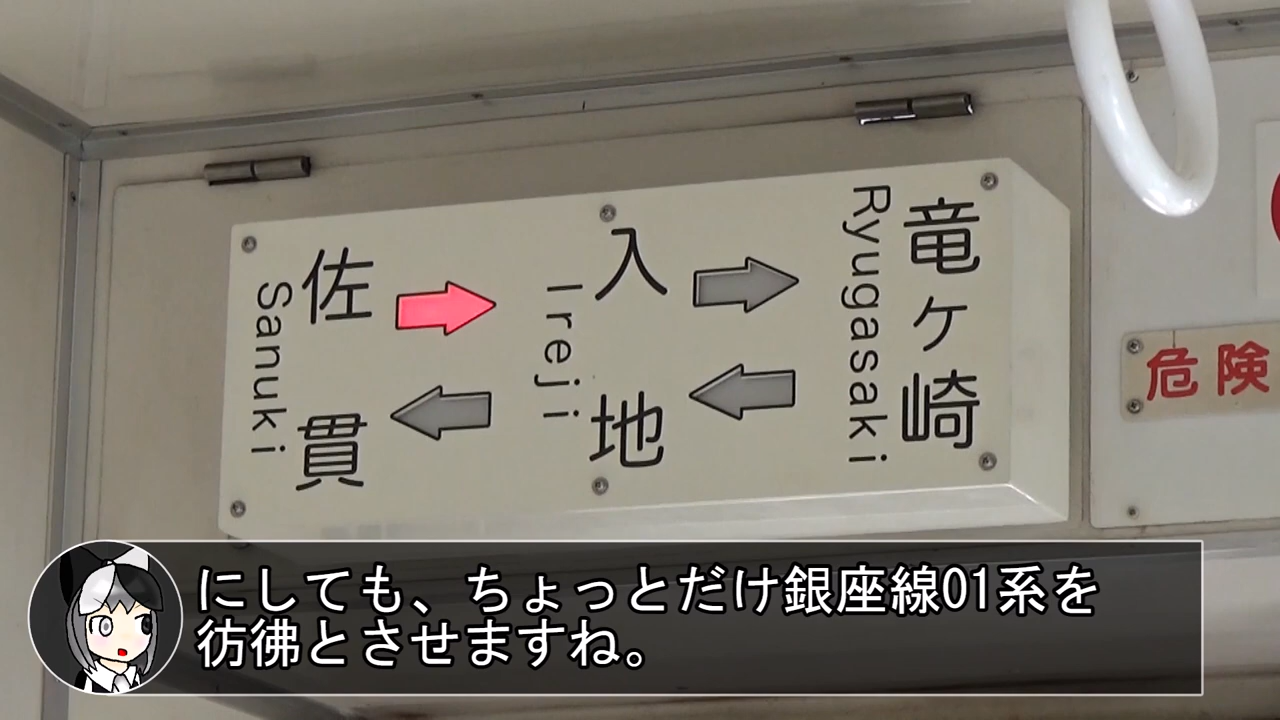 佐貫
Sanuki
入地
Ireji
竜ヶ崎
Ryugasaki
危険
にしても、ちょっとだけ銀座線01系を
彷彿とさせますね。